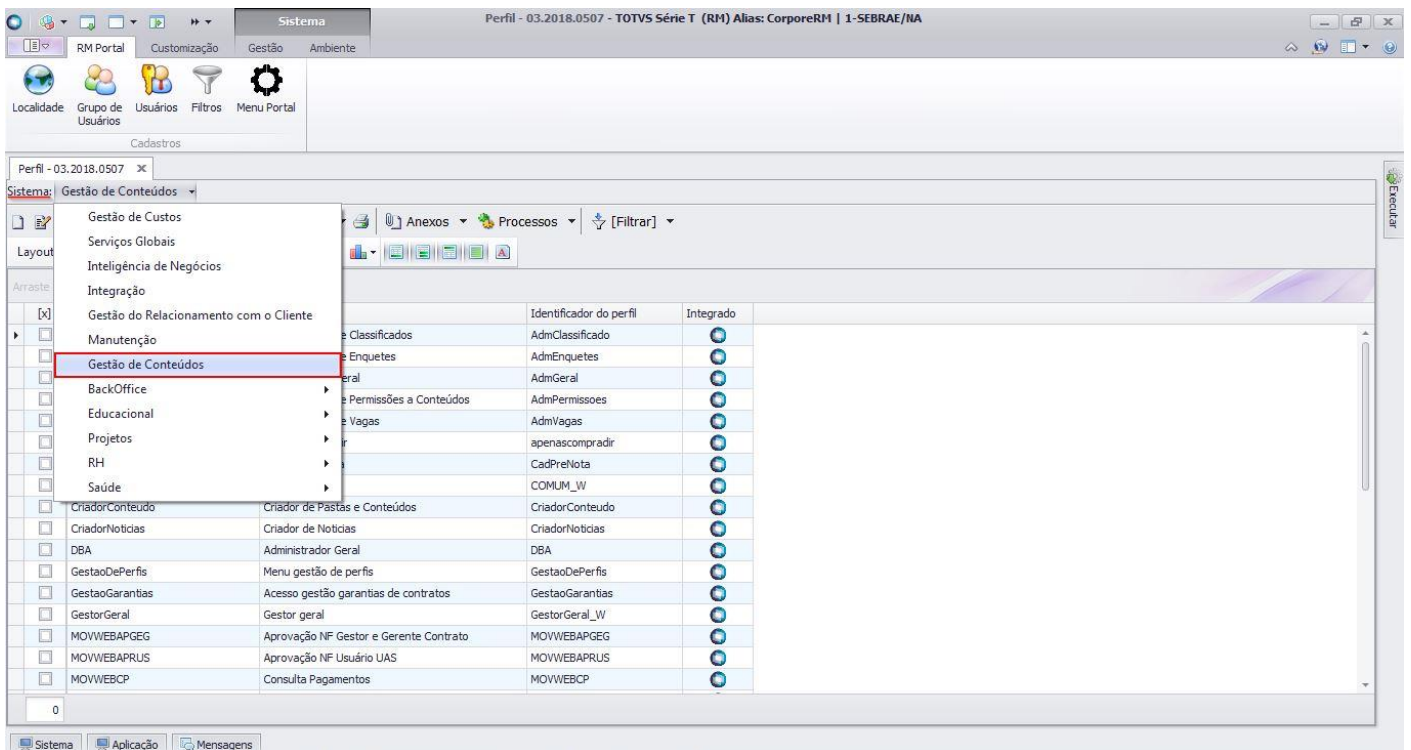 Sistema
Perfil - 03.2018.0507 - TOTVS Série T (RM) Alias: CorporeRM | 1-SEBRAE/NA
RM Portal Customização Gestão Ambiente
Localidade Grupo de Usuários Usuários Filtros Menu Portal
Cadastros
Perfil - 03.2018.0507
Executar
Sistema: Gestão de Conteúdos
Anexos Processos [Filtrar]
Layout
Arraste
Gestão de Custos
Serviços Globais
Inteligência de Negócios
Integração
Gestão do Relacionamento com o Cliente
Manutenção
Gestão de Conteúdos
BackOffice
Educacional
Projetos
RH
Saúde
[x] Identificador do perfil Integrado
e Classificados AdmClassificado
e Enquetes AdmEnquetes
eral AdmGeral
e Permissões a Conteúdos AdmPermissoes
e Vagas AdmVagas
ir apenascompradir
a CadPreNota
COMUM_W
CriadorConteudo Criador de Pastas e Conteúdos CriadorConteudo
CriadorNoticias Criador de Noticias CriadorNoticias
DBA Administrador Geral DBA
GestaoDePerfis Menu gestão de perfis GestaoDePerfis
GestaoGarantias Acesso gestão garantias de contratos GestaoGarantias
GestorGeral Gestor geral GestorGeral_W
MOVWEBAPGEG Aprovação NF Gestor e Gerente Contrato MOVWEBAPGEG
MOVWEBAPRUS Aprovação NF Usuário UAS MOVWEBAPRUS
MOVWEBCP Consulta Pagamentos MOVWEBCP
0
Sistema Aplicação Mensagens